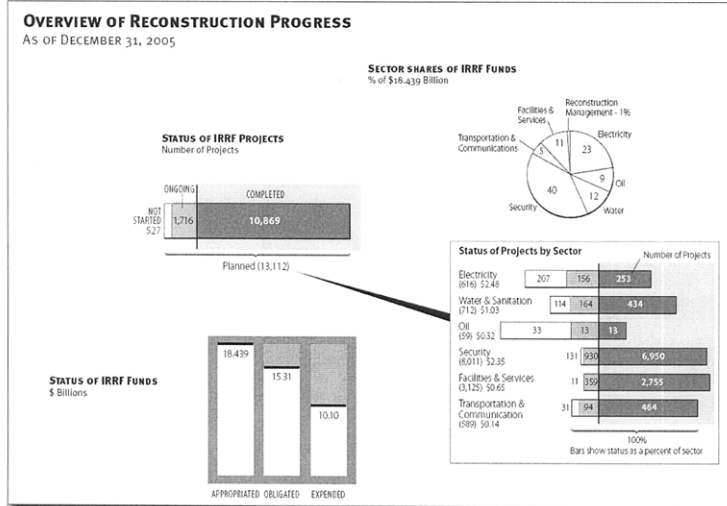 OVERVIEW OF RECONSTRUCTION PROGRESS
AS OF DECEMBER 31, 2005
SECTOR SHARES OF IRRF FUNDS
% of $18.439 Billion
Facilities &
Services
Reconstruction
Management - 1%
Transportation &
Communications
Electricity
11
5
23
9
Oil
40
12
Security
Water
STATUS OF IRRF PROJECTS
Number of Projects
ONGOING
COMPLETED
NOT
STARTED
527
1,716
10,869
Planned (13,112)
Status of Projects by Sector
Number of Projects
Electricity
(616) $2.48
207
156
253
Water & Sanitation
(712) $1.03
114
164
434
Oil
(59) $0.32
33
13
13
Security
(8,011) $2.35
131
930
6,950
Facilities & Services
(3,125) $0.65
11
359
2,755
Transportation &
Communication
(589) $0.14
31
94
464
100%
Bars show status as a percent of sector
STATUS OF IRRF FUNDS
$ Billions
18.439
15.31
10.10
APPROPRIATED OBLIGATED EXPENDED